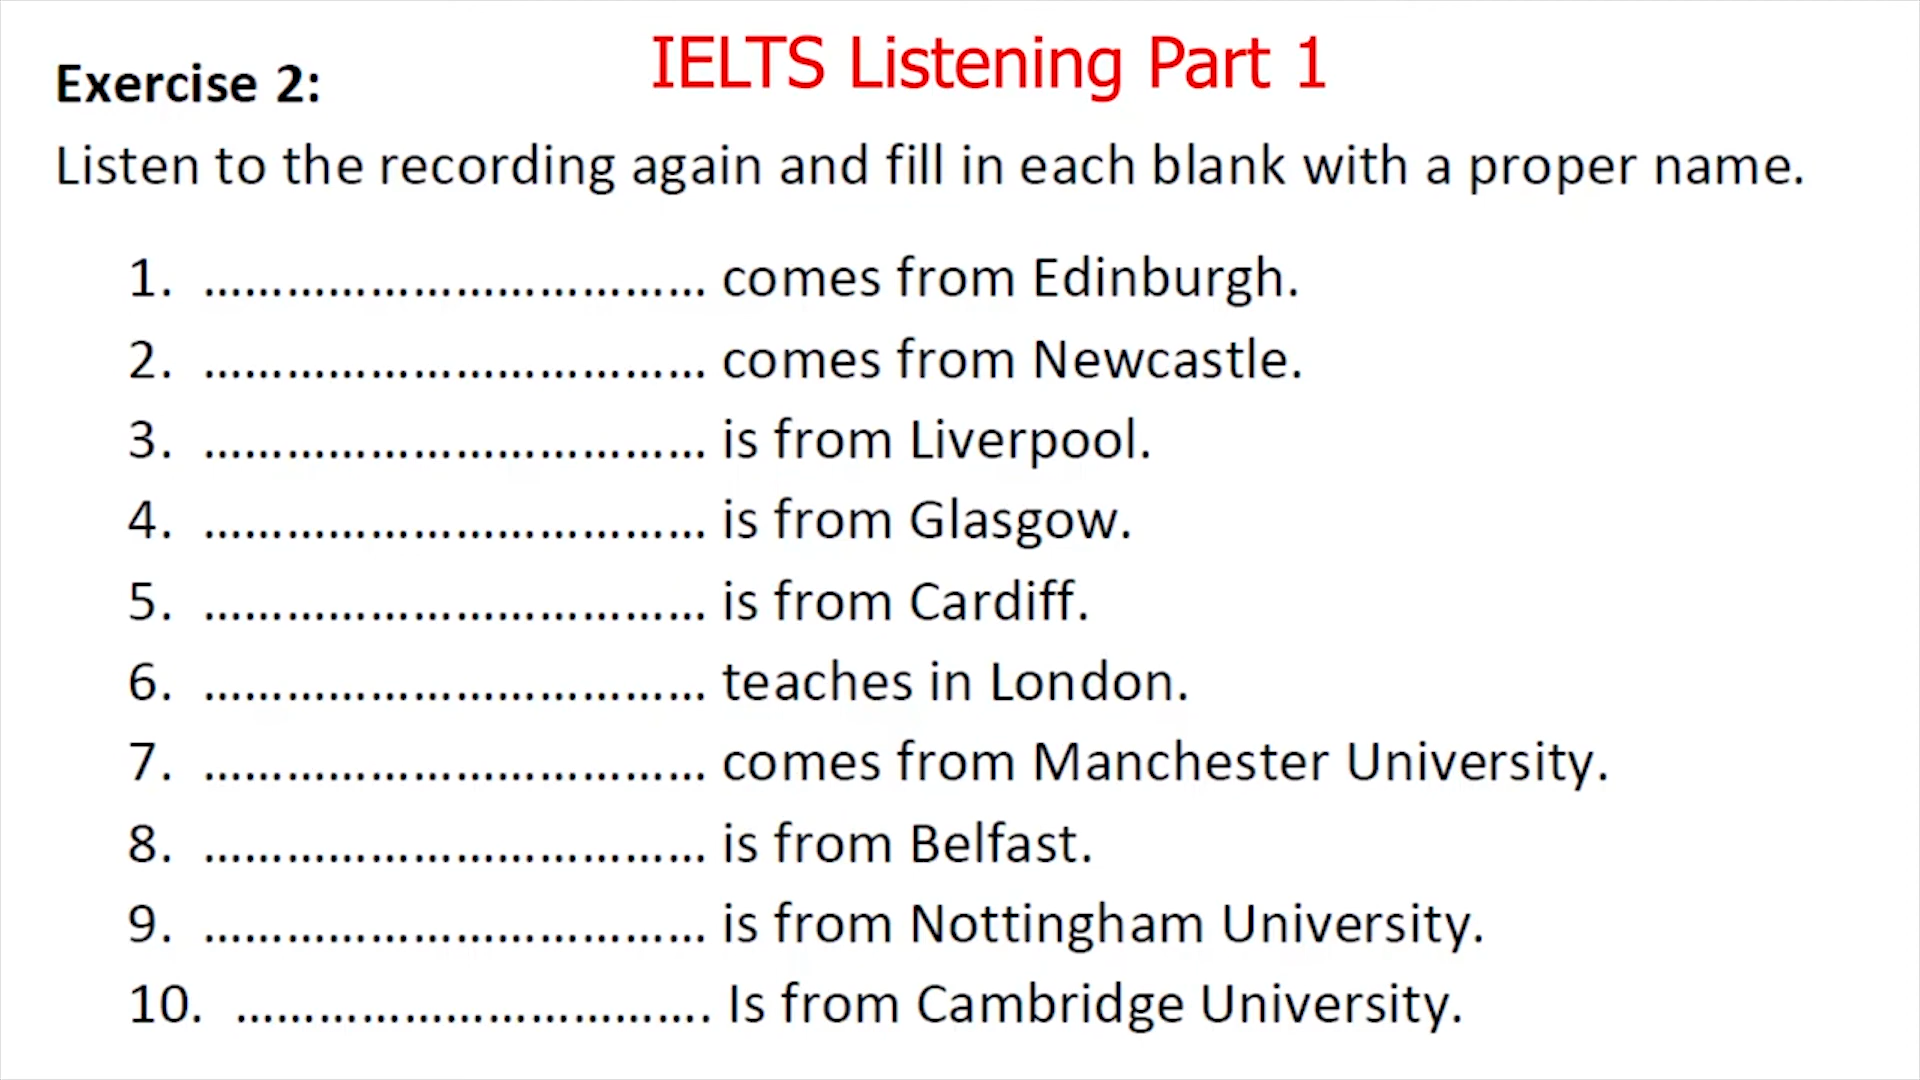 IELTS Listening Part 1
Exercise 2:
Listen to the recording again and fill in each blank with a proper name.
1. ………………………………. comes from Edinburgh.
2. ………………………………. comes from Newcastle.
3. ………………………………. is from Liverpool.
4. ………………………………. is from Glasgow.
5. ………………………………. is from Cardiff.
6. ………………………………. teaches in London.
7. ………………………………. comes from Manchester University.
8. ………………………………. is from Belfast.
9. ………………………………. is from Nottingham University.
10. ……………………………. Is from Cambridge University.